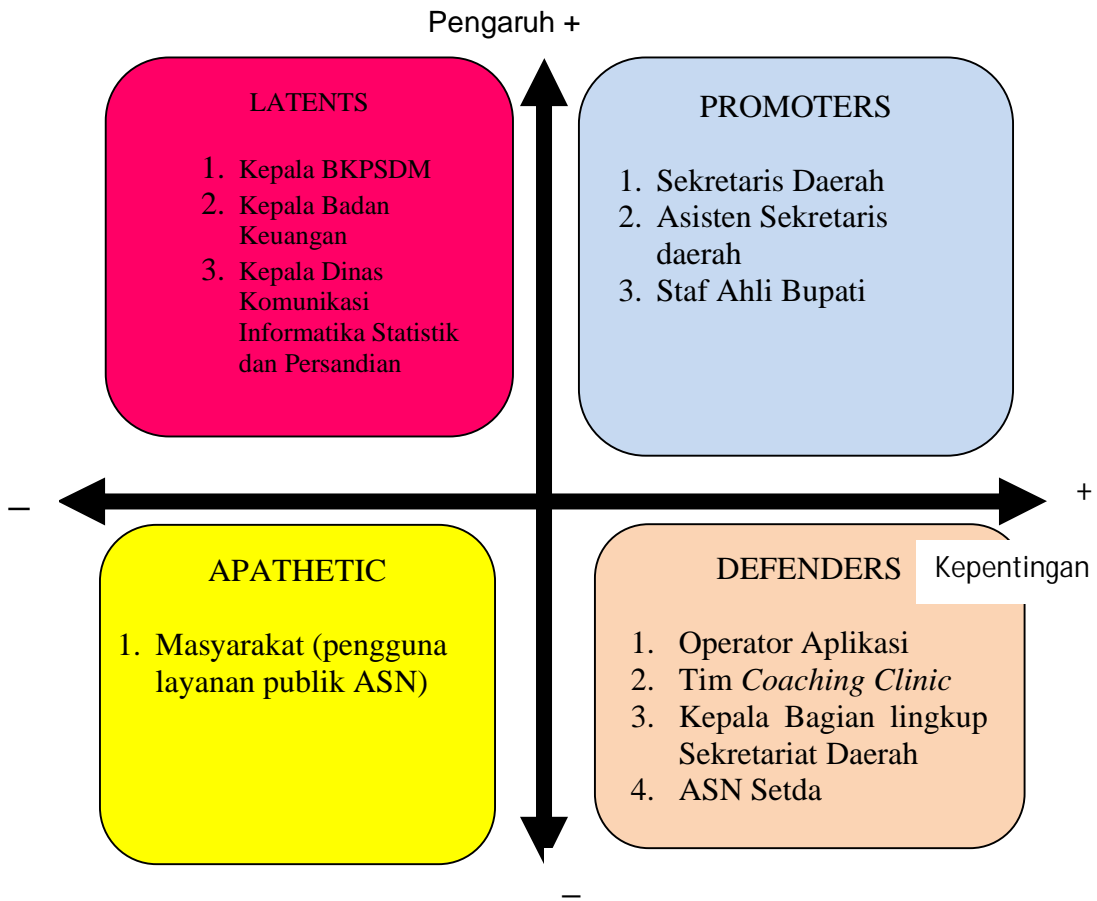 Pengaruh +
LATENTS
1. Kepala BKPSDM
2. Kepala Badan
Keuangan
3. Kepala Dinas
Komunikasi
Informatika Statistik
dan Persandian
PROMOTERS
1. Sekretaris Daerah
2. Asisten Sekretaris
daerah
3. Staf Ahli Bupati
_
+
Kepentingan
APATHETIC
1. Masyarakat (pengguna
layanan publik ASN)
DEFENDERS
1. Operator Aplikasi
2. Tim Coaching Clinic
3. Kepala Bagian lingkup
Sekretariat Daerah
4. ASN Setda
_